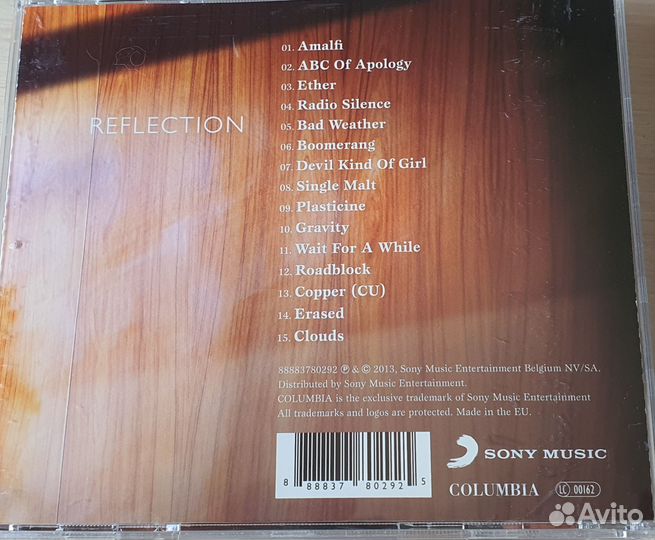 REFLECTION
01. Amalfi
02. ABC Of Apology
03. Ether
04. Radio Silence
05. Bad Weather
06. Boomerang
07. Devil Kind Of Girl
08. Single Malt
09. Plasticine
10. Gravity
11. Wait For A While
12. Roadblock
13. Copper (CU)
14. Erased
15. Clouds
88883780292 ℗ & © 2013, Sony Music Entertainment Belgium NV/SA.
Distributed by Sony Music Entertainment.
COLUMBIA is the exclusive trademark of Sony Music Entertainment
All trademarks and logos are protected. Made in the EU.
8 88837 80292 5
SONY MUSIC
COLUMBIA
LC 00162
Avito